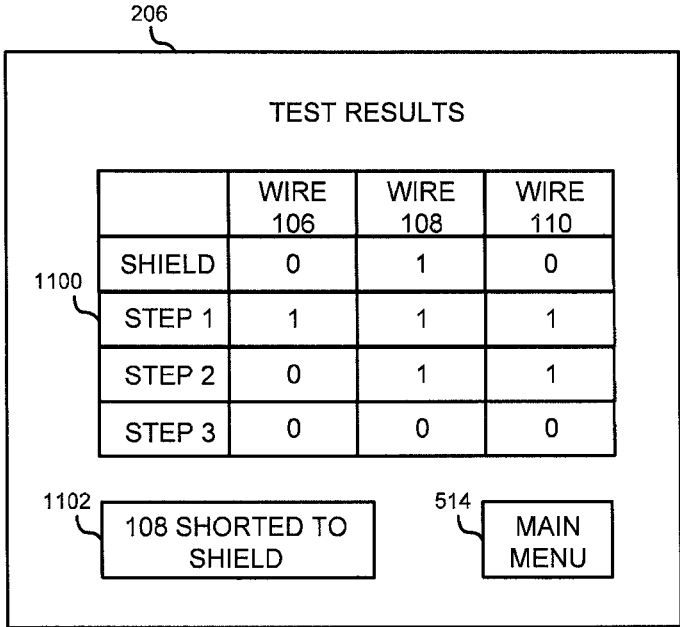 206
TEST RESULTS
WIRE 106 WIRE 108 WIRE 110
SHIELD 0 1 0
1100
STEP 1 1 1 1
STEP 2 0 1 1
STEP 3 0 0 0
1102
108 SHORTED TO
SHIELD
514
MAIN
MENU